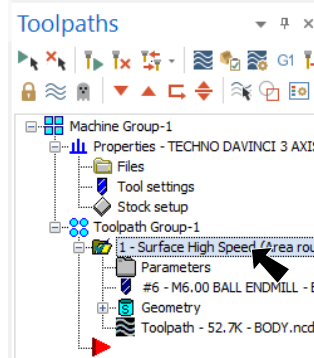 Toolpaths
G1
Machine Group-1
Properties - TECHNO DAVINCI 3 AXIS
Files
Tool settings
Stock setup
Toolpath Group-1
1 - Surface High Speed (Area rou
Parameters
#6 - M6.00 BALL ENDMILL -
Geometry
Toolpath - 52.7K - BODY.ncd